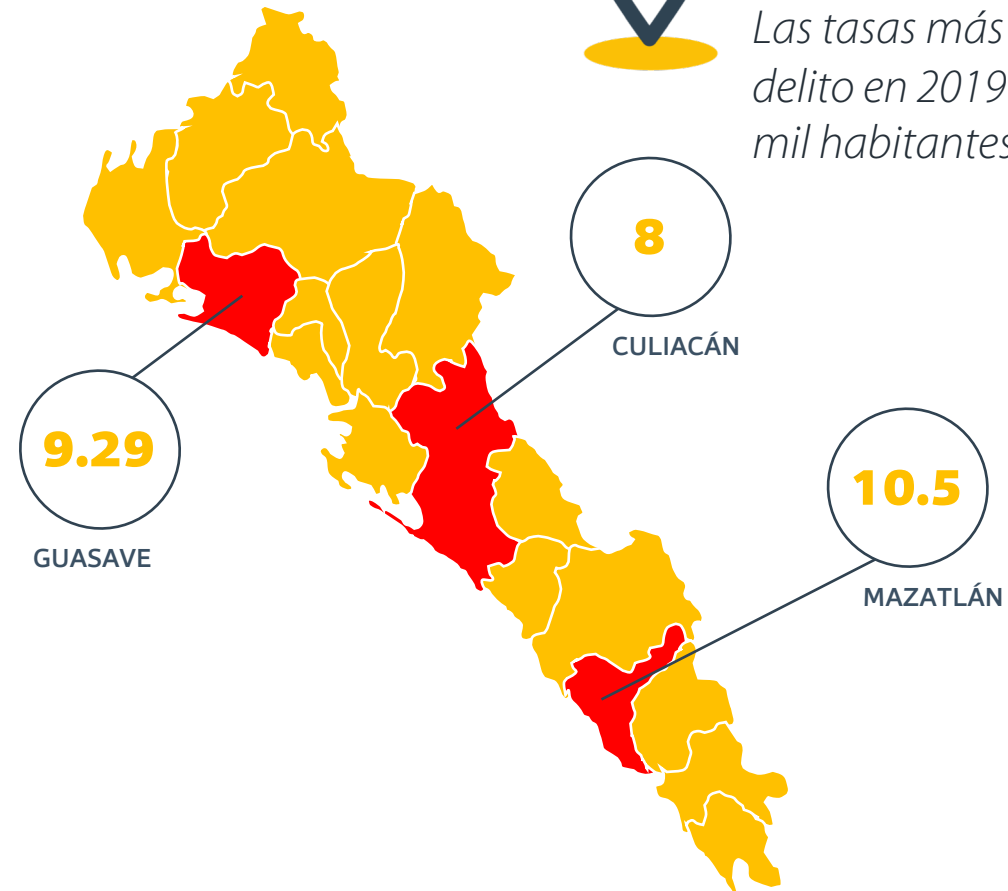 Las tasas más
delito en 2019
mil habitantes
8
CULIACÁN
9.29
GUASAVE
10.5
MAZATLÁN